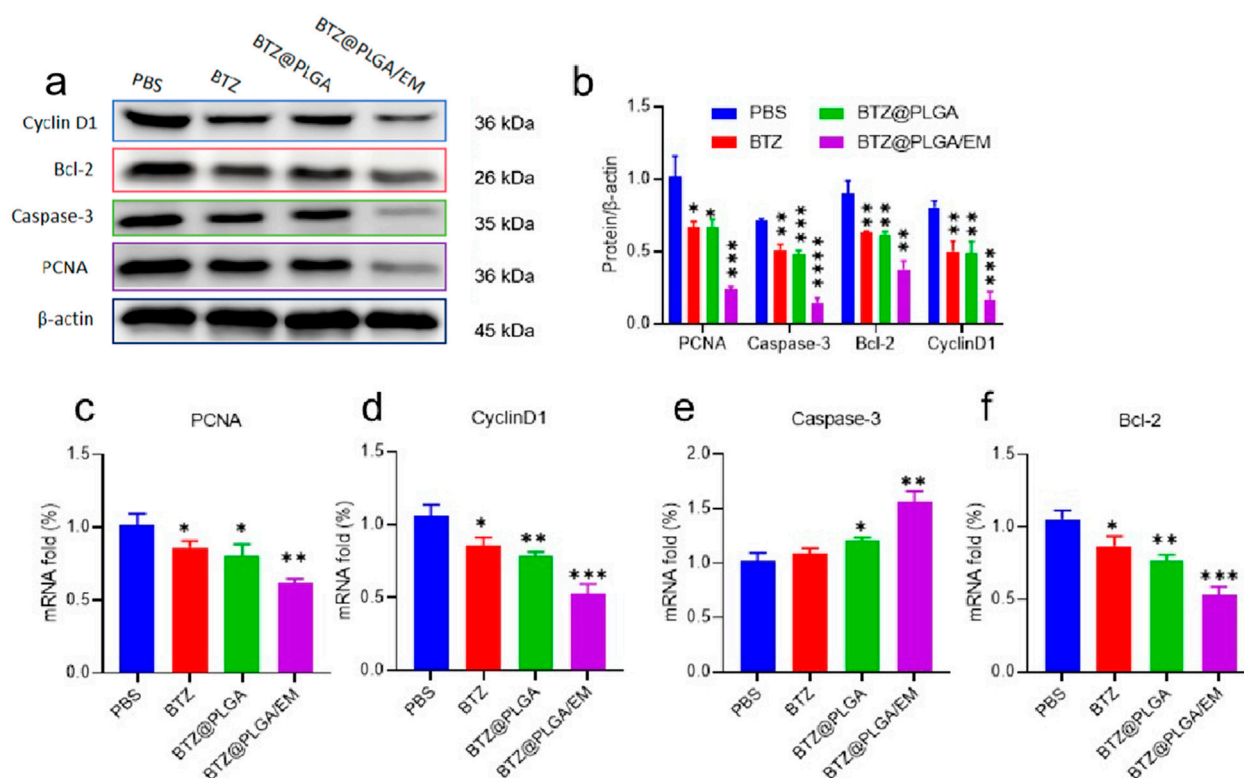 a
PBS
BTZ
BTZ@PLGA
BTZ@PLGA/EM
Cyclin D1
36 kDa
Bcl-2
26 kDa
Caspase-3
35 kDa
PCNA
36 kDa
β-actin
45 kDa
b
PBS
BTZ@PLGA
BTZ
BTZ@PLGA/EM
Protein/β-actin
1.5
1.0
0.5
0.0
* * ***
** *** ****
** ** **
** ** ***
PCNA
Caspase-3
Bcl-2
CyclinD1
c
PCNA
mRNA fold (%)
1.5
1.0
0.5
0.0
* * **
PBS
BTZ
BTZ@PLGA
BTZ@PLGA/EM
d
CyclinD1
mRNA fold (%)
1.5
1.0
0.5
0.0
* ** ***
PBS
BTZ
BTZ@PLGA
BTZ@PLGA/EM
e
Caspase-3
mRNA fold (%)
2.0
1.5
1.0
0.5
0.0
* **
PBS
BTZ
BTZ@PLGA
BTZ@PLGA/EM
f
Bcl-2
mRNA fold (%)
1.5
1.0
0.5
0.0
* ** ***
PBS
BTZ
BTZ@PLGA
BTZ@PLGA/EM